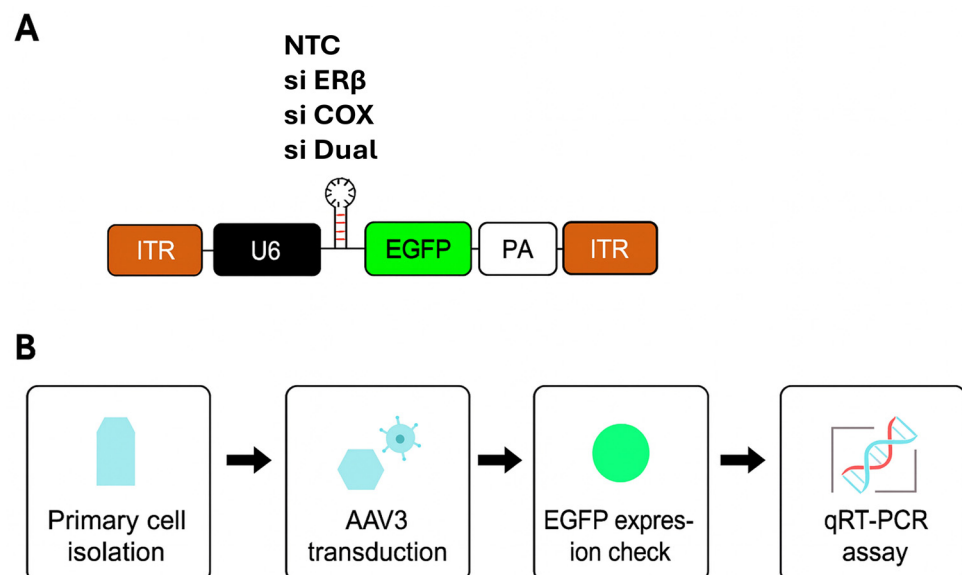 A
NTC
si ERβ
si COX
si Dual
ITR U6 EGFP PA ITR
B
Primary cell
isolation
AAV3
transduction
EGFP expres-
ion check
qRT-PCR
assay